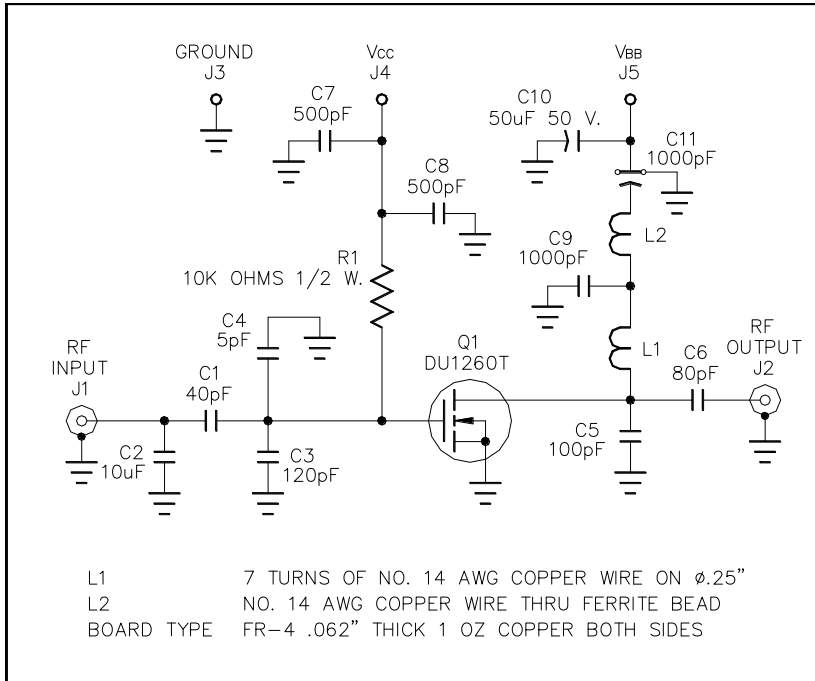 GROUND
J3
Vcc
J4
VBB
J5
C7
500pF
C10
50uF 50 V.
C11
1000pF
C8
500pF
L2
R1
10K OHMS 1/2 W.
C9
1000pF
C4
5pF
Q1
DU1260T
L1
RF
INPUT
J1
C1
40pF
C6
80pF
RF
OUTPUT
J2
C2
10uF
C3
120pF
C5
100pF
L1 7 TURNS OF NO. 14 AWG COPPER WIRE ON ø.25"
L2 NO. 14 AWG COPPER WIRE THRU FERRITE BEAD
BOARD TYPE FR-4 .062" THICK 1 OZ COPPER BOTH SIDES